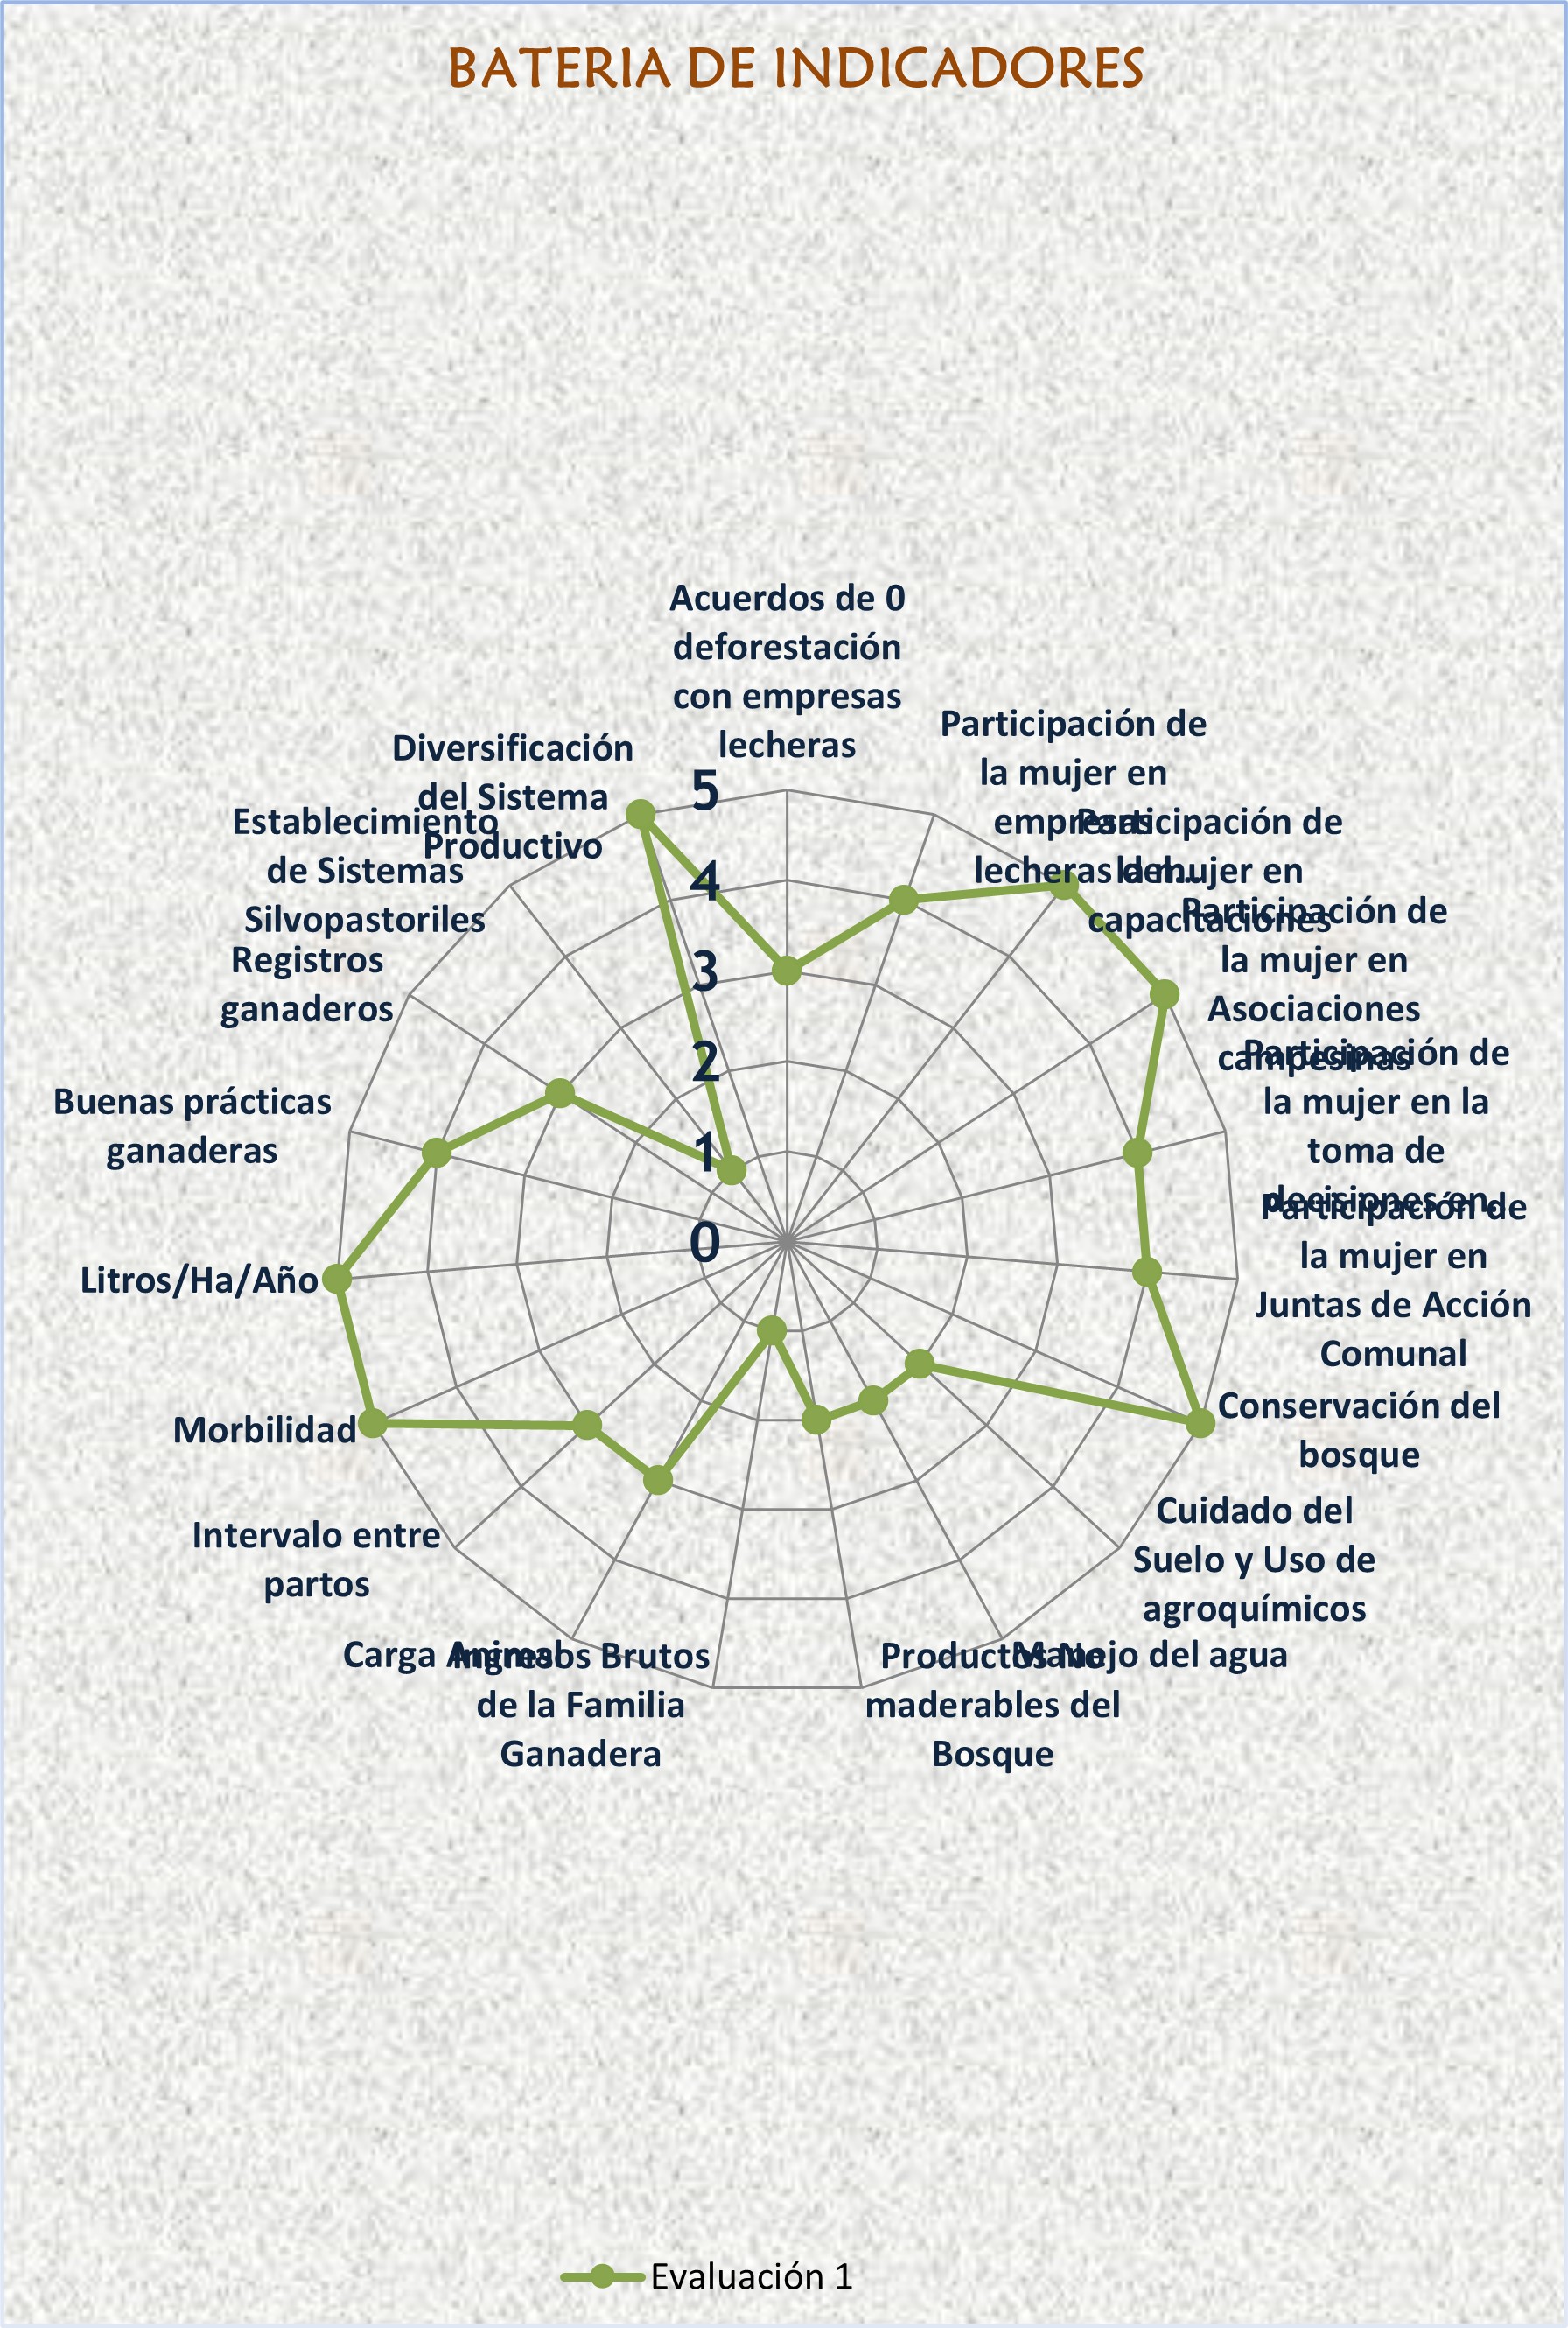 BATERIA DE INDICADORES
Acuerdos de 0
deforestación
con empresas
lecheras
Participación de
la mujer en
empresas
lecheras del...
Participación de
la mujer en
capacitaciones
Participación de
la mujer en
Asociaciones
campesinas
Participación de
la mujer en la
toma de
decisiones en...
Participación de
la mujer en
Juntas de Acción
Comunal
Conservación del
bosque
Cuidado del
Suelo y Uso de
agroquímicos
Manejo del agua
Productos No
maderables del
Bosque
Ingresos Brutos
de la Familia
Ganadera
Carga Animal
Intervalo entre
partos
Morbilidad
Litros/Ha/Año
Buenas prácticas
ganaderas
Registros
ganaderos
Establecimiento
de Sistemas
Silvopastoriles
Diversificación
del Sistema
Productivo
5
4
3
2
1
0
Evaluación 1